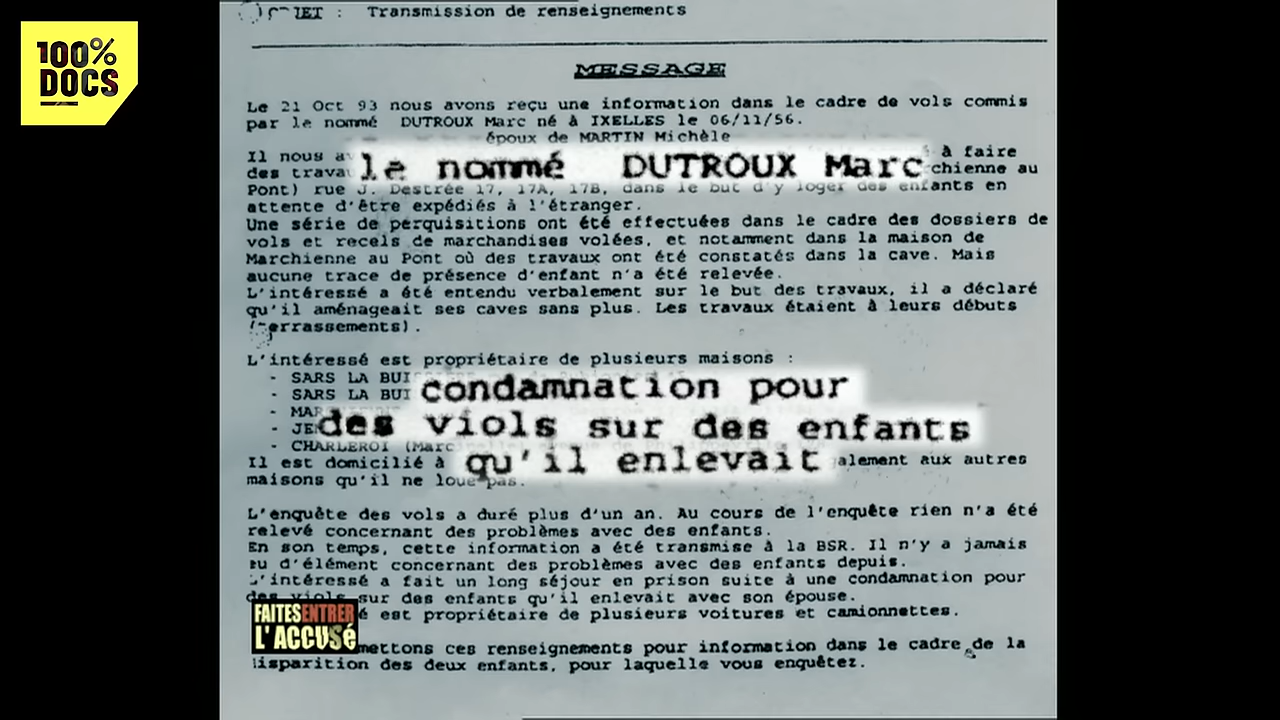 100%
DOCS
ET : Transmission de renseignements
MESSAGE
Le 21 Oct 93 nous avons reçu une information dans le cadre de vols commis
par le nommé DUTROUX Marc né à IXELLES le 06/11/56.
époux de MARTIN Michèle
Il nous à faire
le nommé DUTROUX Marc
des chienne au
Pont) rue J. Destrée 17, 17A, 17B, dans le but d'y loger des enfants en
attente d'être expédiés à l'étranger.
Une série de perquisitions ont été effectuées dans le cadre des dossiers de
vols et recels de marchandises volées, et notamment dans la maison de
Marchienne au Pont où des travaux ont été constatés dans la cave. Mais
aucune trace de présence d'enfant n'a été relevée.
L'intéressé a été entendu verbalement sur le but des travaux, il a déclaré
qu'il aménageait ses caves sans plus. Les travaux étaient à leurs débuts
(terrassements).
L'intéressé est propriétaire de plusieurs maisons :
- SARS LA BUI
- SARS LA BUI
condamnation pour
- MAR
- JE
des viols sur des enfants
- CHARLEROI (Marc
Il est domicilié à alement aux autres
qu'il enlevait
maisons qu'il ne loue pas.
L'enquête des vols a duré plus d'un an. Au cours de l'enquête rien n'a été
relevé concernant des problèmes avec des enfants.
En son temps, cette information a été transmise à la BSR. Il n'y a jamais
eu d'élément concernant des problèmes avec des enfants depuis.
L'intéressé a fait un long séjour en prison suite à une condamnation pour
des viols sur des enfants qu'il enlevait avec son épouse.
é est propriétaire de plusieurs voitures et camionnettes.
mettons ces renseignements pour information dans le cadre de la
disparition des deux enfants, pour laquelle vous enquêtez.
FAITES ENTRER
L'ACCUSé